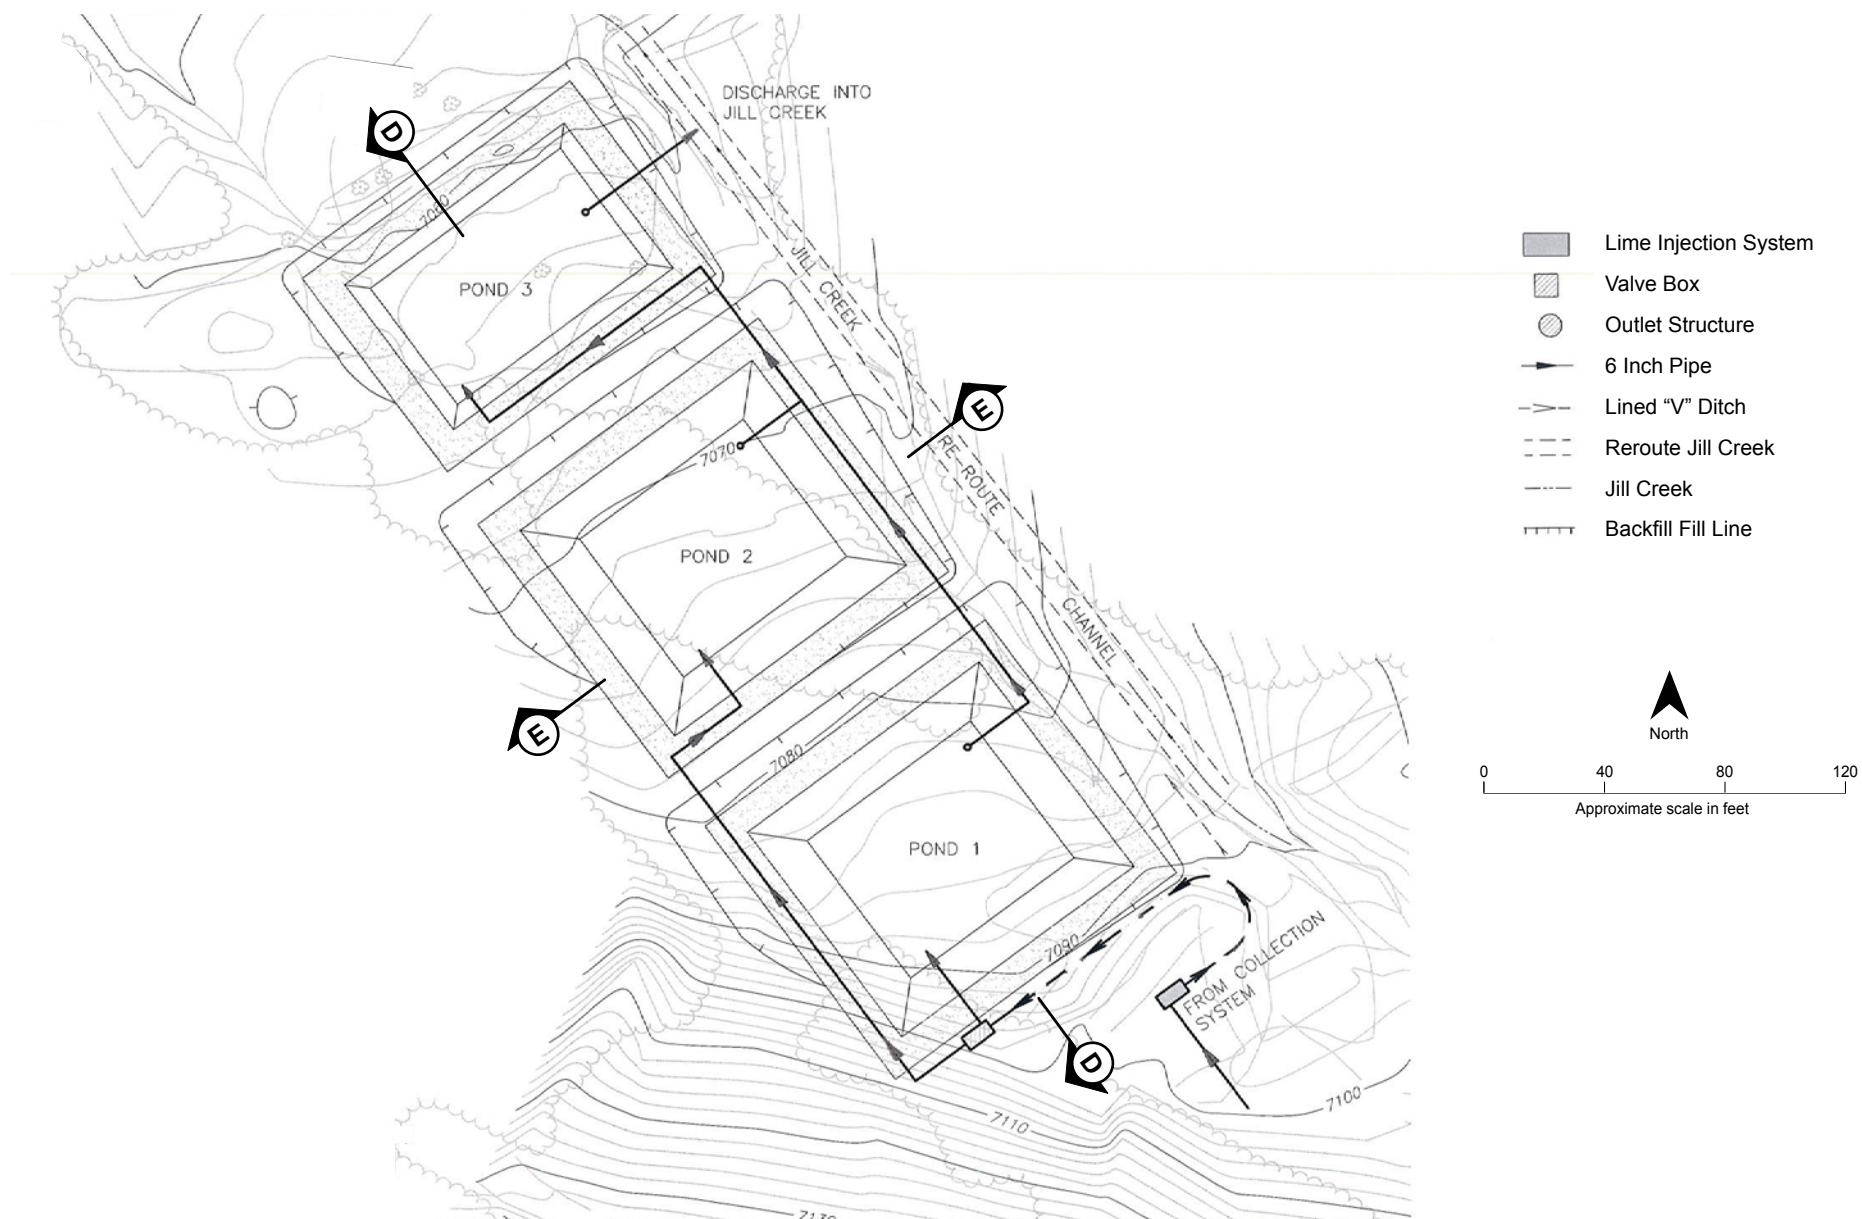 DISCHARGE INTO
JILL CREEK
D
7060
POND 3
JILL CREEK
E
7070
RE-ROUTE
POND 2
CHANNEL
E
7080
POND 1
7090
FROM COLLECTION
SYSTEM
D
7100
7110
7130
Lime Injection System
Valve Box
Outlet Structure
6 Inch Pipe
Lined “V” Ditch
Reroute Jill Creek
Jill Creek
Backfill Fill Line
North
0 40 80 120
Approximate scale in feet